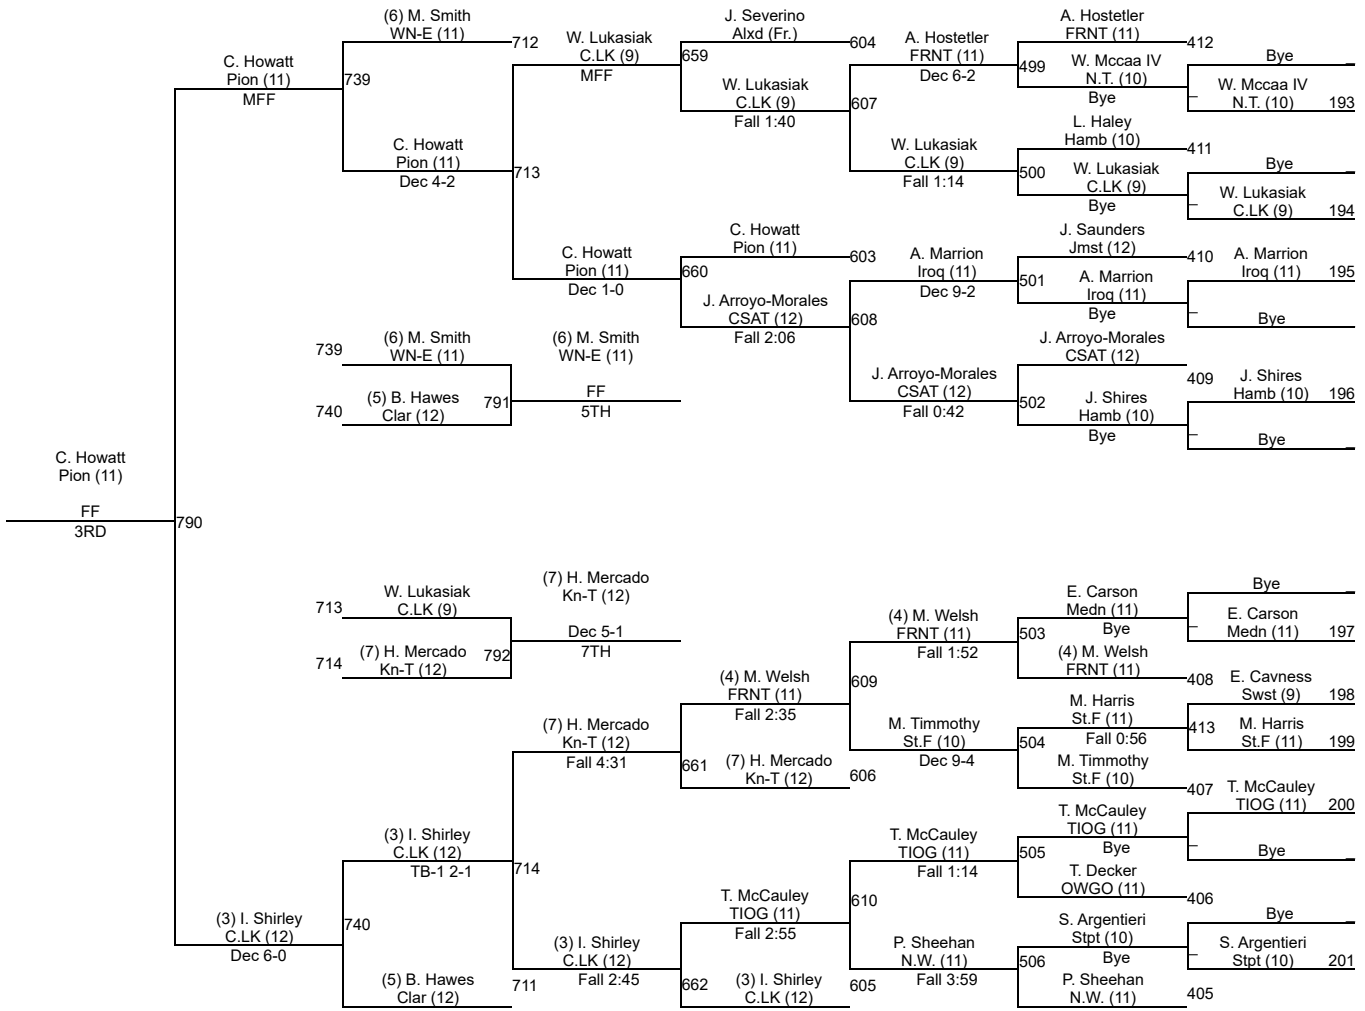 (6) M. Smith
WN-E (11)
712
W. Lukasiak
C.LK (9)
MFF
J. Severino
Alxd (Fr.)
604
A. Hostetler
FRNT (11)
Dec 6-2
A. Hostetler
FRNT (11)
412
Bye
C. Howatt
Pion (11)
MFF
739
659
499
W. Mccaa IV
N.T. (10)
Bye
W. Mccaa IV
N.T. (10)
193
W. Lukasiak
C.LK (9)
Fall 1:40
607
C. Howatt
Pion (11)
Dec 4-2
713
W. Lukasiak
C.LK (9)
Fall 1:14
L. Haley
Hamb (10)
411
Bye
500
W. Lukasiak
C.LK (9)
Bye
W. Lukasiak
C.LK (9)
194
C. Howatt
Pion (11)
Dec 1-0
C. Howatt
Pion (11)
603
A. Marrion
Iroq (11)
Dec 9-2
J. Saunders
Jmst (12)
410
A. Marrion
Iroq (11)
195
660
501
A. Marrion
Iroq (11)
Bye
Bye
J. Arroyo-Morales
CSAT (12)
Fall 2:06
608
739
(6) M. Smith
WN-E (11)
(6) M. Smith
WN-E (11)
J. Arroyo-Morales
CSAT (12)
409
J. Shires
Hamb (10)
196
740
(5) B. Hawes
Clar (12)
791
FF
5TH
J. Arroyo-Morales
CSAT (12)
Fall 0:42
502
J. Shires
Hamb (10)
Bye
Bye
C. Howatt
Pion (11)
FF
3RD
790
713
W. Lukasiak
C.LK (9)
(7) H. Mercado
Kn-T (12)
E. Carson
Medn (11)
Bye
Bye
E. Carson
Medn (11)
197
714
(7) H. Mercado
Kn-T (12)
792
Dec 5-1
7TH
(4) M. Welsh
FRNT (11)
Fall 1:52
503
(4) M. Welsh
FRNT (11)
408
E. Cavness
Swst (9)
198
(4) M. Welsh
FRNT (11)
Fall 2:35
609
(7) H. Mercado
Kn-T (12)
Fall 4:31
661
(7) H. Mercado
Kn-T (12)
606
M. Timmothy
St.F (10)
Dec 9-4
504
M. Harris
St.F (11)
Fall 0:56
413
M. Harris
St.F (11)
199
M. Timmothy
St.F (10)
407
T. McCauley
TIOG (11)
200
(3) I. Shirley
C.LK (12)
TB-1 2-1
714
T. McCauley
TIOG (11)
Fall 1:14
505
T. McCauley
TIOG (11)
Bye
Bye
T. Decker
OWGO (11)
406
(3) I. Shirley
C.LK (12)
Dec 6-0
740
T. McCauley
TIOG (11)
Fall 2:55
610
S. Argentieri
Stpt (10)
Bye
Bye
S. Argentieri
Stpt (10)
201
(5) B. Hawes
Clar (12)
711
(3) I. Shirley
C.LK (12)
Fall 2:45
662
(3) I. Shirley
C.LK (12)
605
P. Sheehan
N.W. (11)
Fall 3:59
506
P. Sheehan
N.W. (11)
405